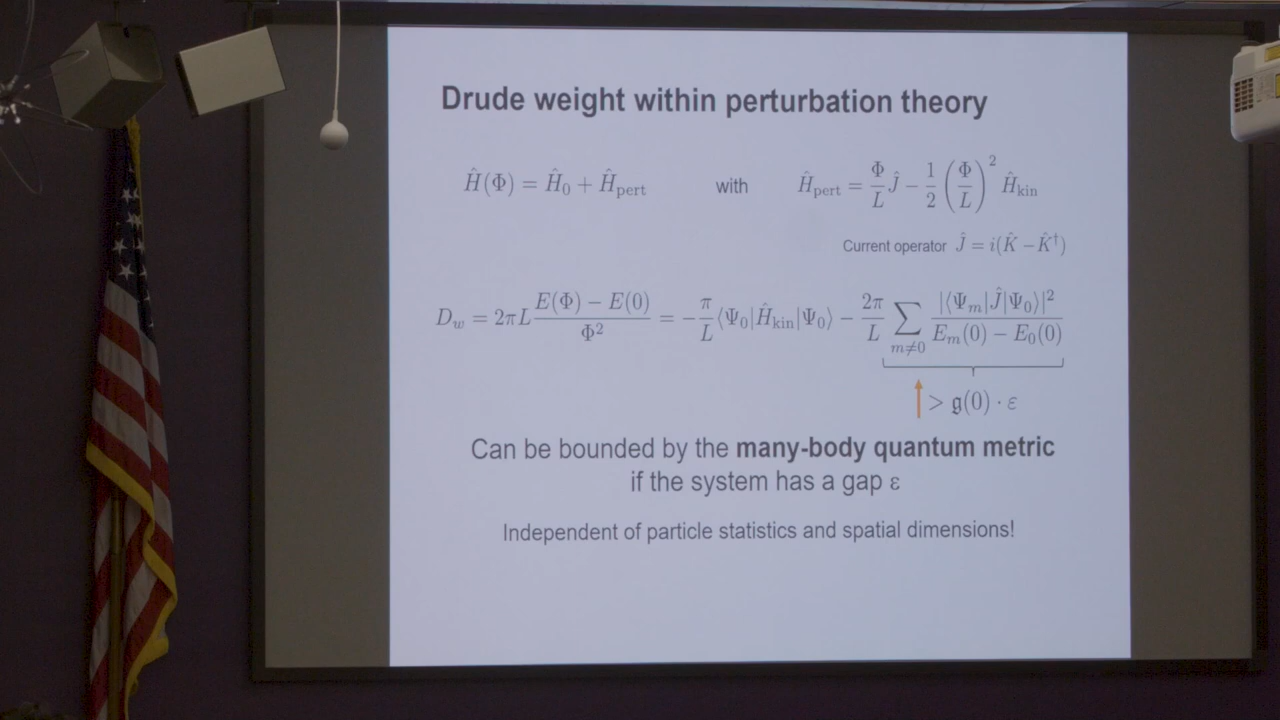 Drude weight within perturbation theory
Ĥ(Φ) = Ĥ₀ + Ĥ_pert with Ĥ_pert = Φ/L Ĵ − 1/2 (Φ/L)² Ĥ_kin
Current operator Ĵ = i(K̂ − K̂†)
D_w = 2πL (E(Φ) − E(0))/Φ² = −π/L ⟨Ψ₀|Ĥ_kin|Ψ₀⟩ − 2π/L ∑_{m≠0} |⟨Ψ_m|Ĵ|Ψ₀⟩|²/(E_m(0) − E₀(0))
> 𝔤(0) · ε
Can be bounded by the many-body quantum metric
if the system has a gap ε
Independent of particle statistics and spatial dimensions!